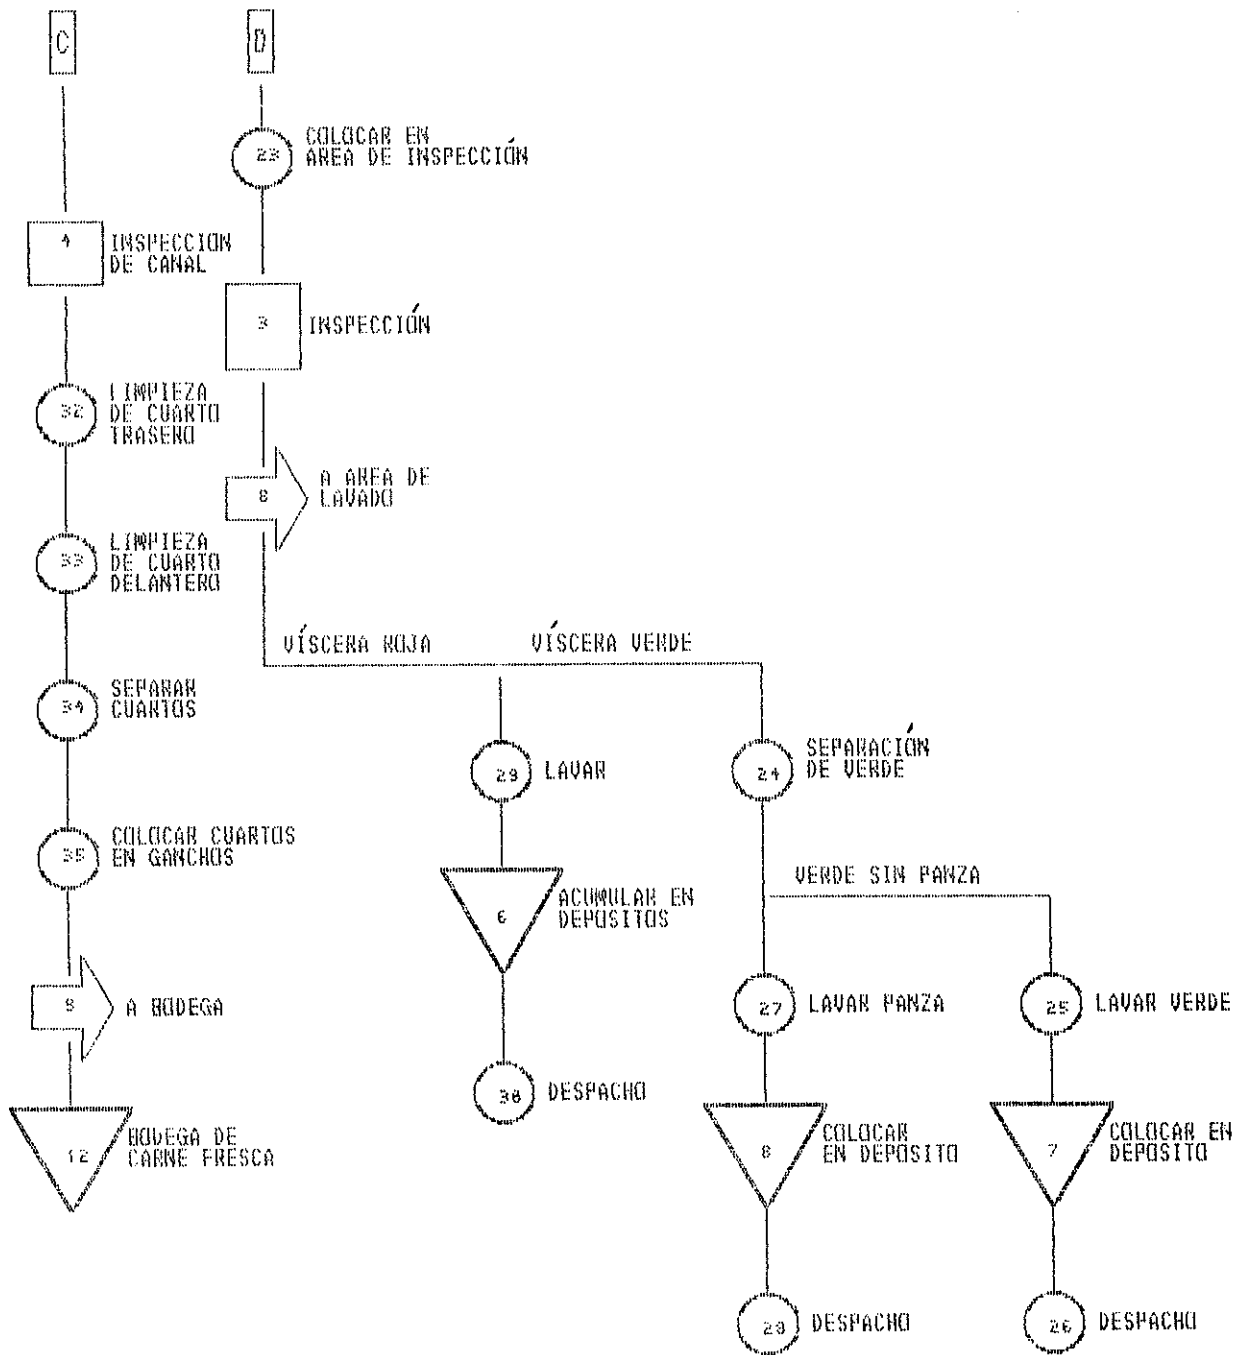 C
D
23
COLOCAR EN
AREA DE INSPECCIÓN
4
INSPECCION
DE CANAL
3
INSPECCIÓN
32
LIMPIEZA
DE CUARTO
TRASERO
8
A AREA DE
LAVADO
33
LIMPIEZA
DE CUARTO
DELANTERO
VÍSCERA ROJA
VÍSCERA VERDE
34
SEPARAR
CUARTOS
29
LAVAR
24
SEPARACIÓN
DE VERDE
35
COLOCAR CUARTOS
EN GANCHOS
VERDE SIN PANZA
6
ACUMULAR EN
DEPOSITOS
9
A BODEGA
27
LAVAR PANZA
25
LAVAR VERDE
30
DESPACHO
12
BODEGA DE
CARNE FRESCA
8
COLOCAR
EN DEPOSITO
7
COLOCAR EN
DEPOSITO
28
DESPACHO
26
DESPACHO